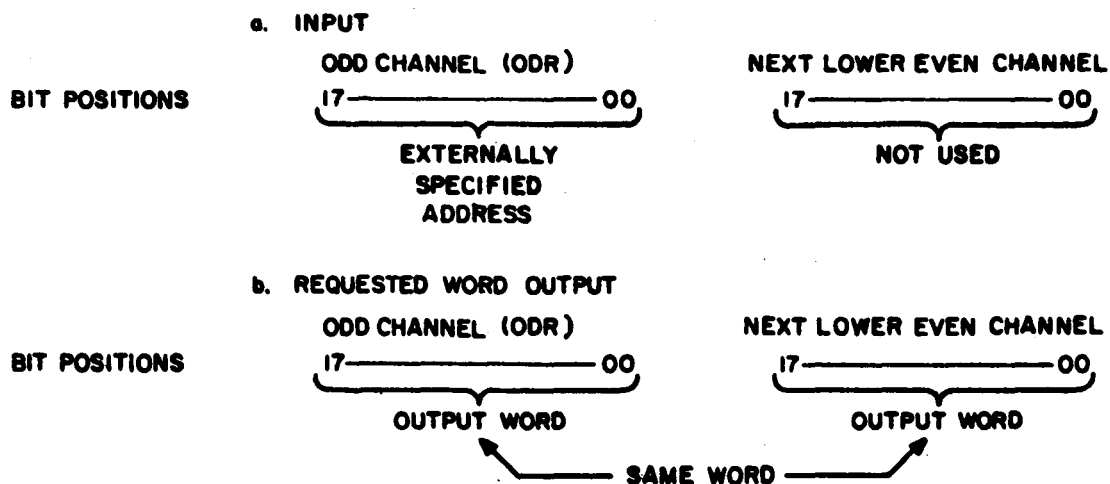 a. INPUT
ODD CHANNEL (ODR) NEXT LOWER EVEN CHANNEL
BIT POSITIONS 17 00 17 00
EXTERNALLY SPECIFIED ADDRESS NOT USED
b. REQUESTED WORD OUTPUT
ODD CHANNEL (ODR) NEXT LOWER EVEN CHANNEL
BIT POSITIONS 17 00 17 00
OUTPUT WORD OUTPUT WORD
SAME WORD